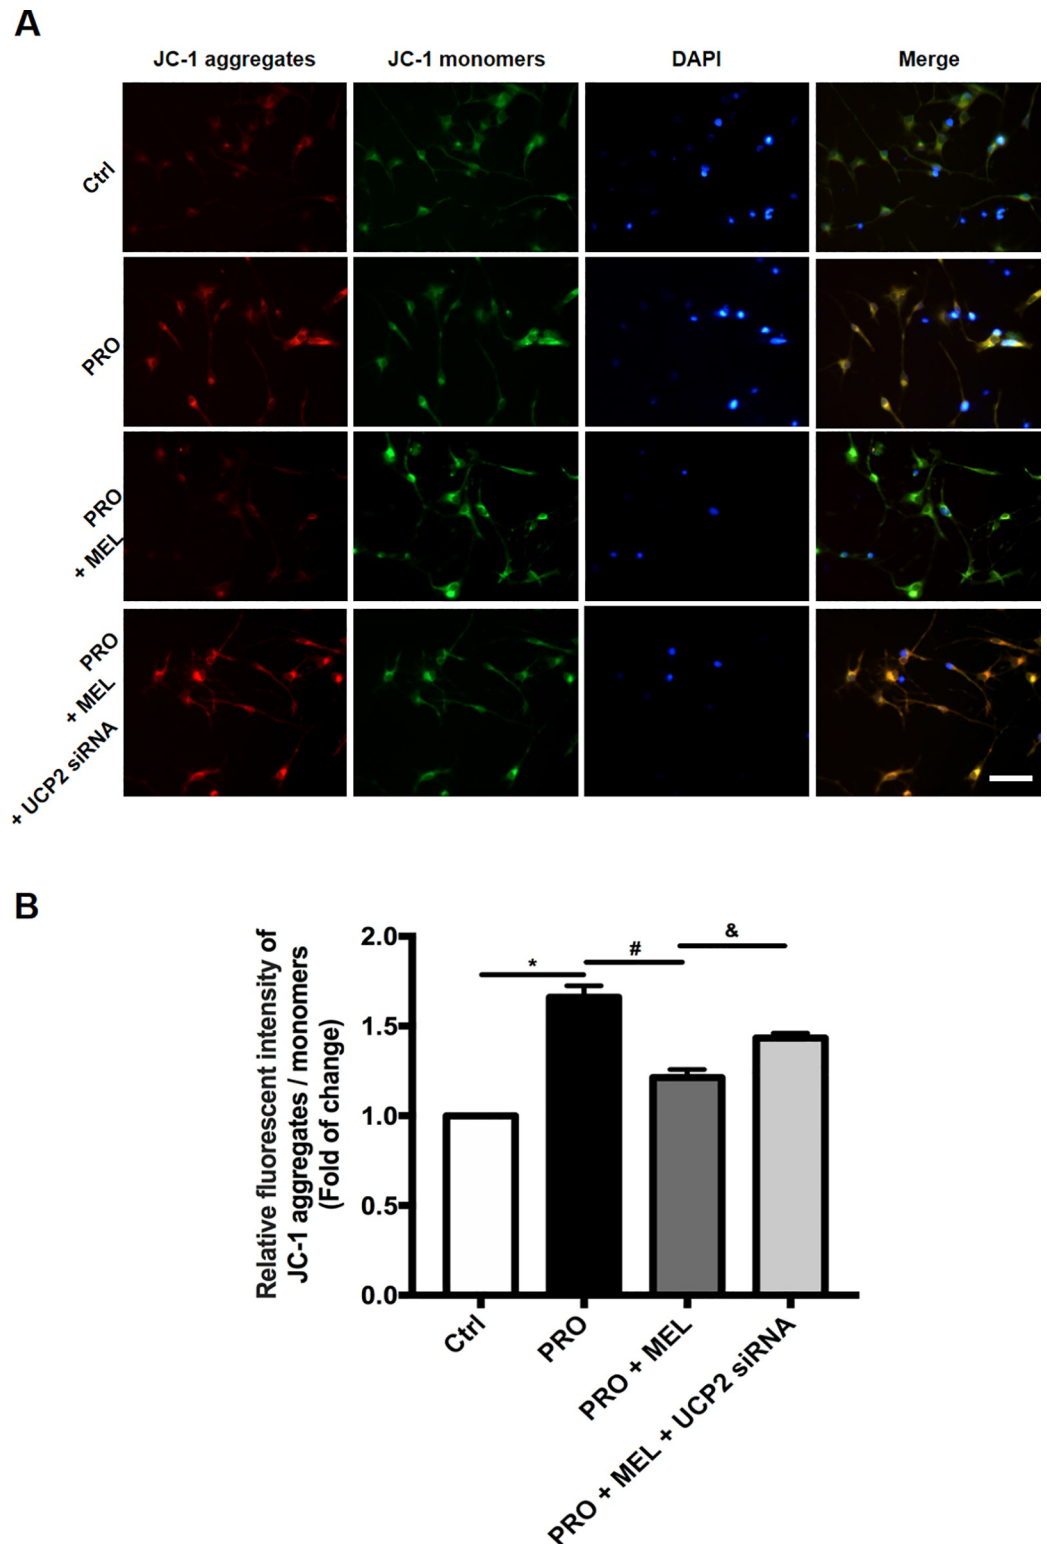 A
JC-1 aggregates
JC-1 monomers
DAPI
Merge
Ctrl
PRO
PRO
+ MEL
PRO
+ MEL
+ UCP2 siRNA
B
Relative fluorescent intensity of
JC-1 aggregates / monomers
(Fold of change)
2.0
1.5
1.0
0.5
0.0
*
#
&
Ctrl
PRO
PRO + MEL
PRO + MEL + UCP2 siRNA